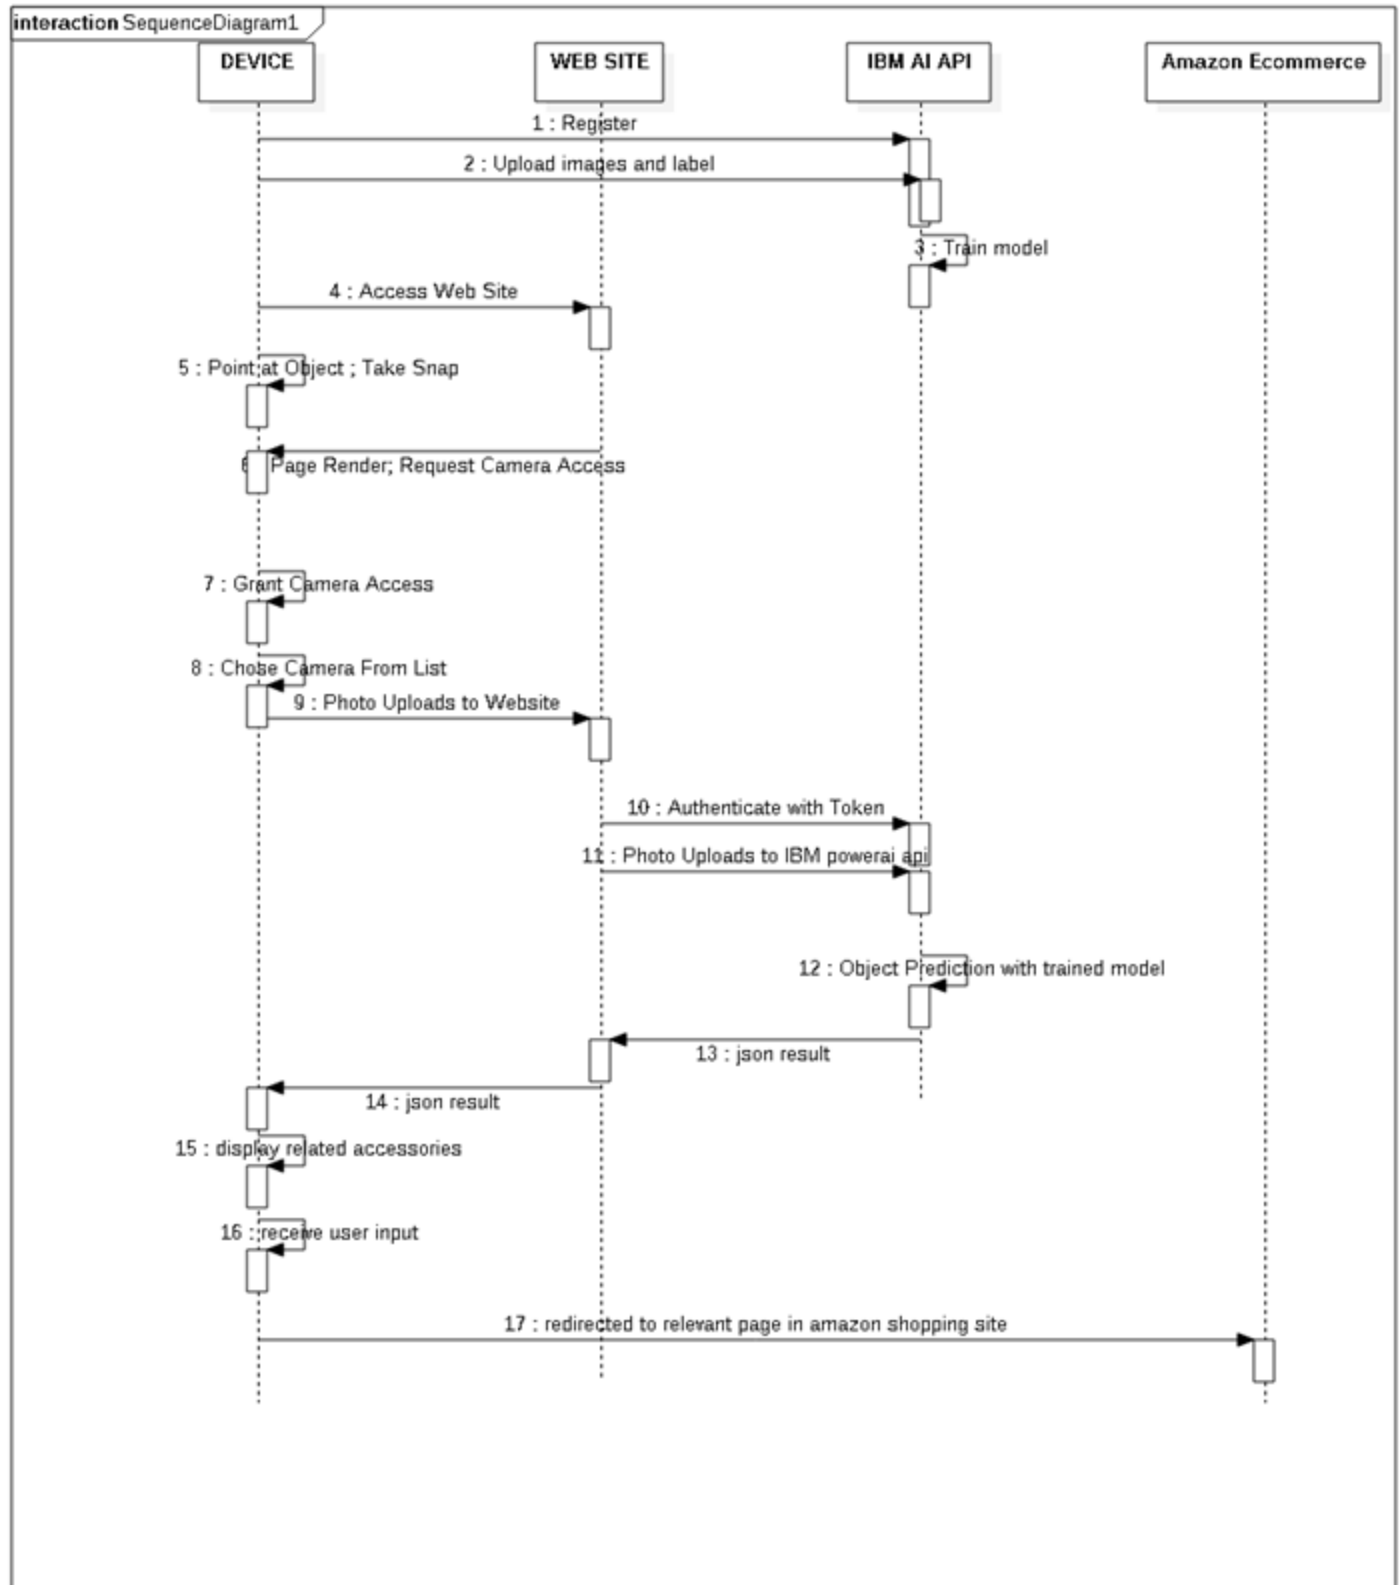 interaction SequenceDiagram1
DEVICE
WEB SITE
IBM AI API
Amazon Ecommerce
1 : Register
2 : Upload images and label
3 : Train model
4 : Access Web Site
5 : Point at Object ; Take Snap
6 : Page Render; Request Camera Access
7 : Grant Camera Access
8 : Chose Camera From List
9 : Photo Uploads to Website
10 : Authenticate with Token
11 : Photo Uploads to IBM powerai api
12 : Object Prediction with trained model
13 : json result
14 : json result
15 : display related accessories
16 : receive user input
17 : redirected to relevant page in amazon shopping site